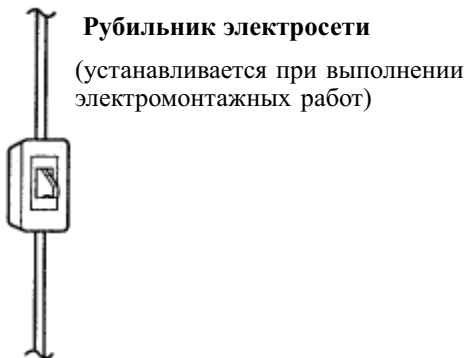 Рубильник электросети
(устанавливается при выполнении
электромонтажных работ)